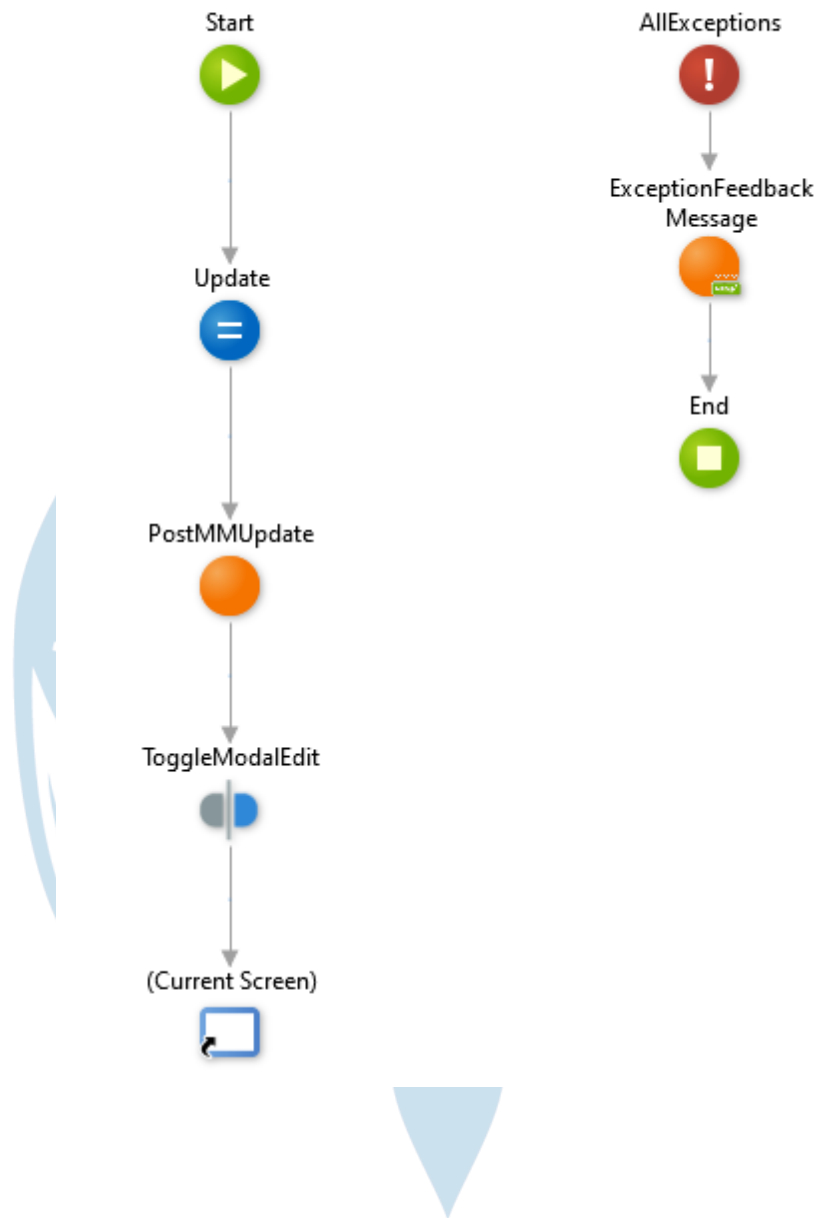 Start
Update
PostMMUpdate
ToggleModalEdit
(Current Screen)
AllExceptions
ExceptionFeedback
Message
End